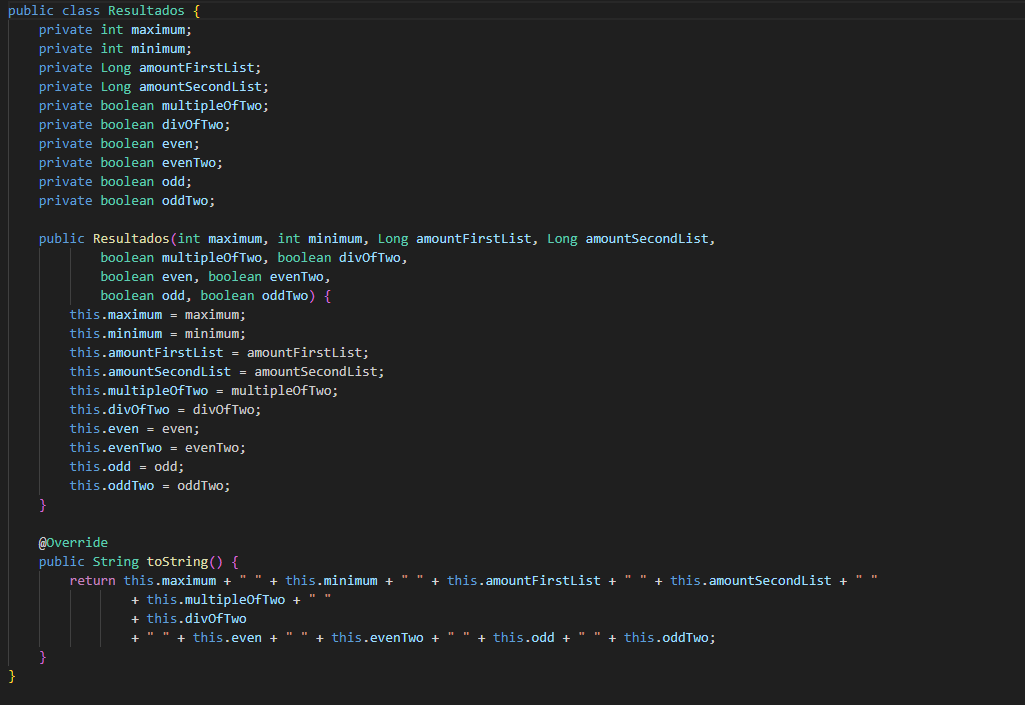 public class Resultados {
    private int maximum;
    private int minimum;
    private Long amountFirstList;
    private Long amountSecondList;
    private boolean multipleOfTwo;
    private boolean divOfTwo;
    private boolean even;
    private boolean evenTwo;
    private boolean odd;
    private boolean oddTwo;

    public Resultados(int maximum, int minimum, Long amountFirstList, Long amountSecondList,
            boolean multipleOfTwo, boolean divOfTwo,
            boolean even, boolean evenTwo,
            boolean odd, boolean oddTwo) {
        this.maximum = maximum;
        this.minimum = minimum;
        this.amountFirstList = amountFirstList;
        this.amountSecondList = amountSecondList;
        this.multipleOfTwo = multipleOfTwo;
        this.divOfTwo = divOfTwo;
        this.even = even;
        this.evenTwo = evenTwo;
        this.odd = odd;
        this.oddTwo = oddTwo;
    }

    @Override
    public String toString() {
        return this.maximum + " " + this.minimum + " " + this.amountFirstList + " " + this.amountSecondList + " "
                + this.multipleOfTwo + " "
                + this.divOfTwo
                + " " + this.even + " " + this.evenTwo + " " + this.odd + " " + this.oddTwo;
    }
}